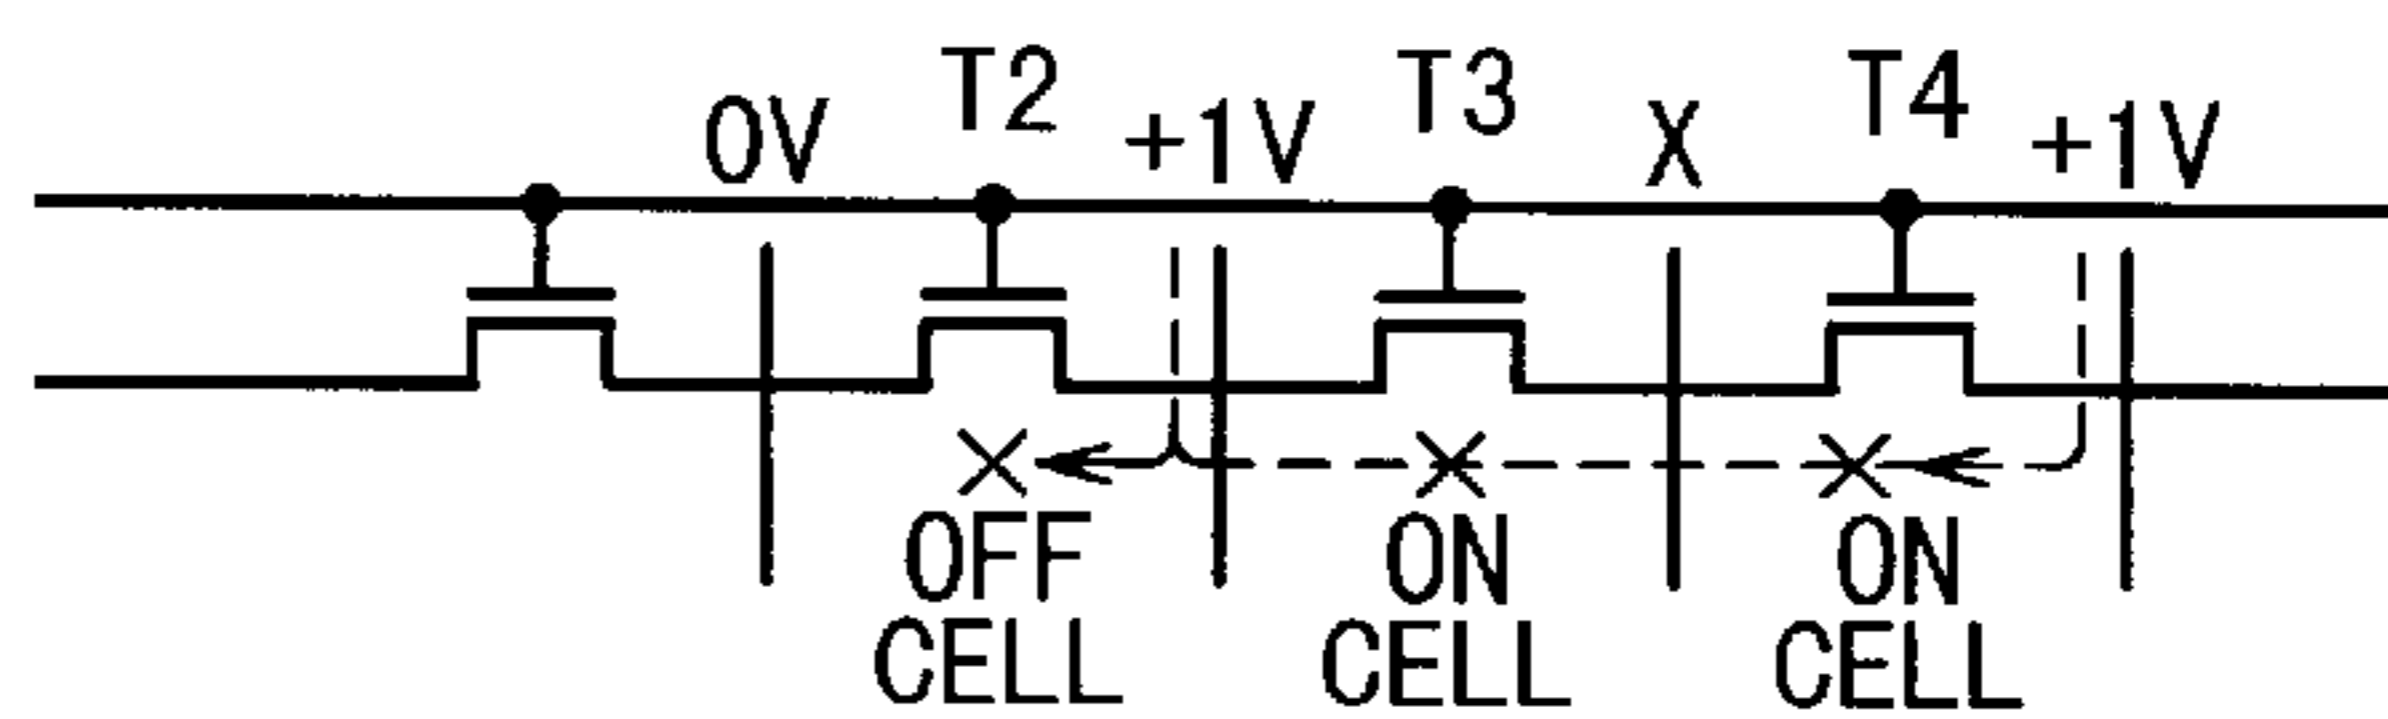 T2 T3 T4
0V +1V X +1V
OFF ON ON
CELL CELL CELL